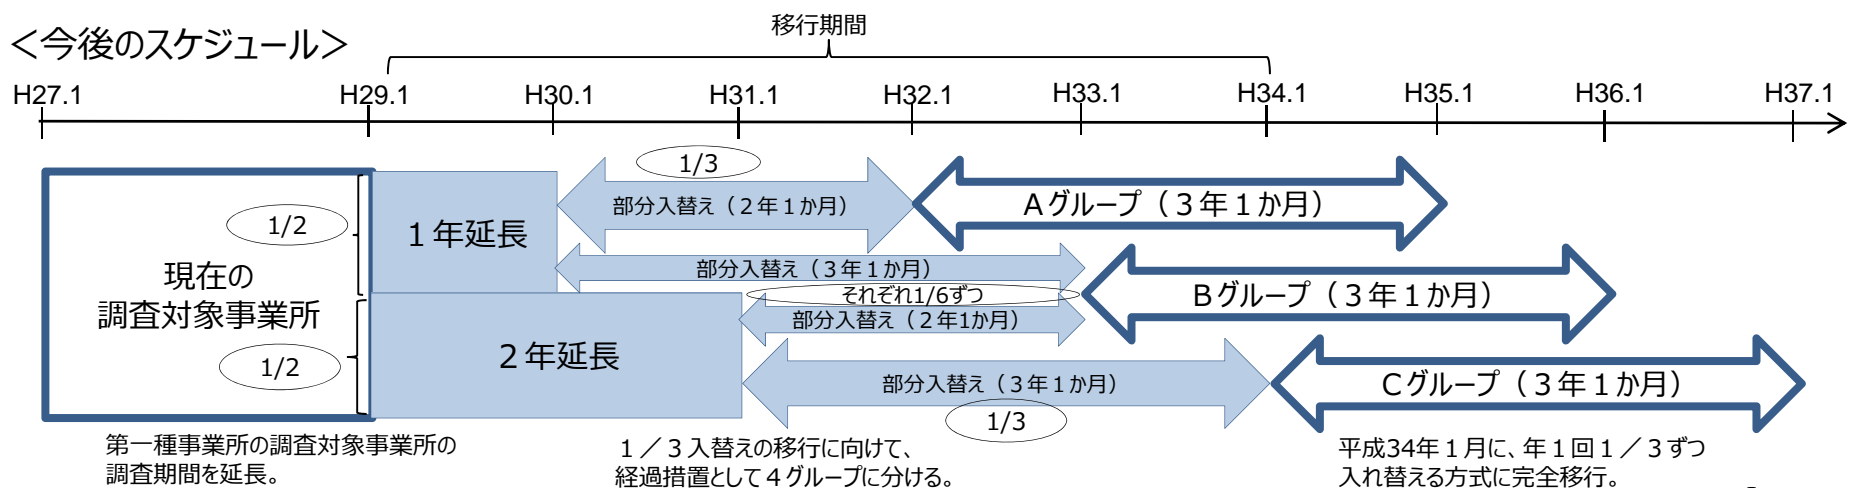 ＜今後のスケジュール＞
移行期間
H27.1 H29.1 H30.1 H31.1 H32.1 H33.1 H34.1 H35.1 H36.1 H37.1
現在の
調査対象事業所
1/2
1/2
１年延長
２年延長
1/3
部分入替え（２年１か月）
部分入替え（３年１か月）
それぞれ1/6ずつ
部分入替え（２年1か月）
部分入替え（３年１か月）
1/3
Ａグループ（３年１か月）
Ｂグループ（３年１か月）
Ｃグループ（３年１か月）
第一種事業所の調査対象事業所の
調査期間を延長。
１／３入替えの移行に向けて、
経過措置として４グループに分ける。
平成34年１月に、年１回１／３ずつ
入れ替える方式に完全移行。